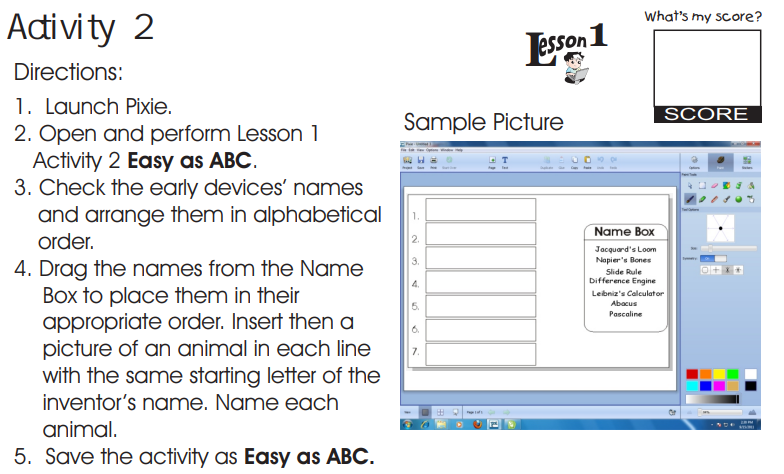 Activity 2
Lesson 1
What's my score?
SCORE
Directions:
1. Launch Pixie.
2. Open and perform Lesson 1
Activity 2 Easy as ABC.
3. Check the early devices' names
and arrange them in alphabetical
order.
4. Drag the names from the Name
Box to place them in their
appropriate order. Insert then a
picture of an animal in each line
with the same starting letter of the
inventor's name. Name each
animal.
5. Save the activity as Easy as ABC.
Sample Picture
1.
2.
3.
4.
5.
6.
7.
Name Box
Jacquard's Loom
Napier's Bones
Slide Rule
Difference Engine
Leibniz's Calculator
Abacus
Pascaline